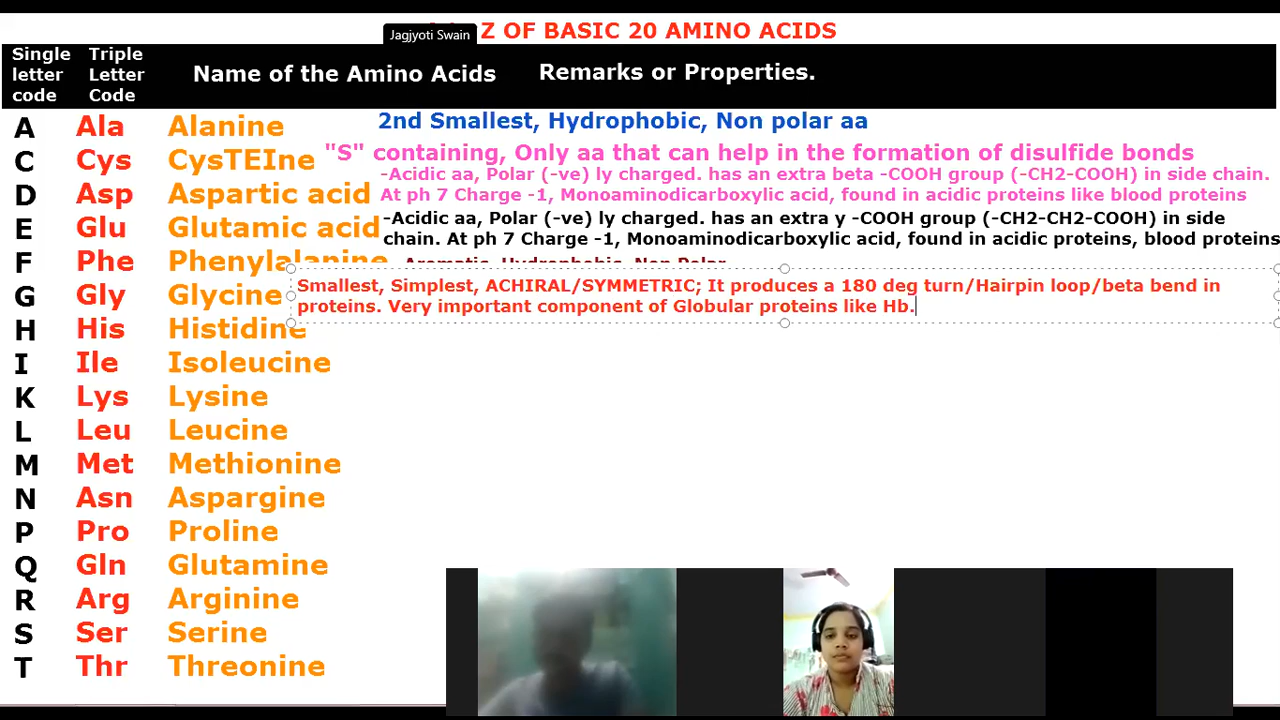 Jagjyoti Swain
Z OF BASIC 20 AMINO ACIDS
Single letter code Triple Letter Code Name of the Amino Acids Remarks or Properties.
A Ala Alanine 2nd Smallest, Hydrophobic, Non polar aa
C Cys CysTEIne "S" containing, Only aa that can help in the formation of disulfide bonds
D Asp Aspartic acid -Acidic aa, Polar (-ve) ly charged. has an extra beta -COOH group (-CH2-COOH) in side chain.
At ph 7 Charge -1, Monoaminodicarboxylic acid, found in acidic proteins like blood proteins
E Glu Glutamic acid -Acidic aa, Polar (-ve) ly charged. has an extra y -COOH group (-CH2-CH2-COOH) in side
chain. At ph 7 Charge -1, Monoaminodicarboxylic acid, found in acidic proteins, blood proteins
F Phe Phenylalanine Aromatic, Hydrophobic, Non Polar
G Gly Glycine Smallest, Simplest, ACHIRAL/SYMMETRIC; It produces a 180 deg turn/Hairpin loop/beta bend in
proteins. Very important component of Globular proteins like Hb.
H His Histidine
I Ile Isoleucine
K Lys Lysine
L Leu Leucine
M Met Methionine
N Asn Aspargine
P Pro Proline
Q Gln Glutamine
R Arg Arginine
S Ser Serine
T Thr Threonine